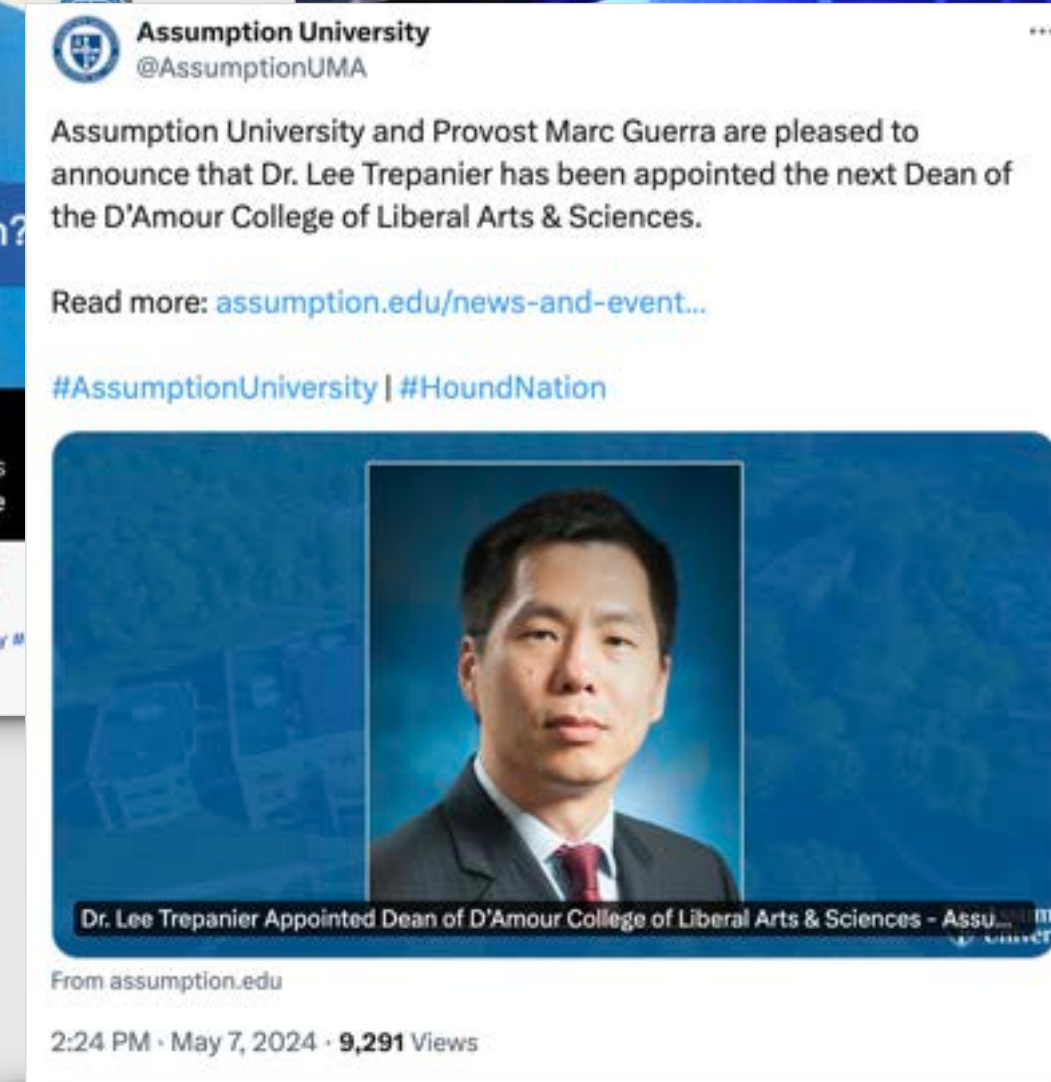 Assumption University
@AssumptionUMA
Assumption University and Provost Marc Guerra are pleased to
announce that Dr. Lee Trepanier has been appointed the next Dean of
the D'Amour College of Liberal Arts & Sciences.
Read more: assumption.edu/news-and-event...
#AssumptionUniversity | #HoundNation
Dr. Lee Trepanier Appointed Dean of D'Amour College of Liberal Arts & Sciences - Assu...
From assumption.edu
2:24 PM · May 7, 2024 · 9,291 Views